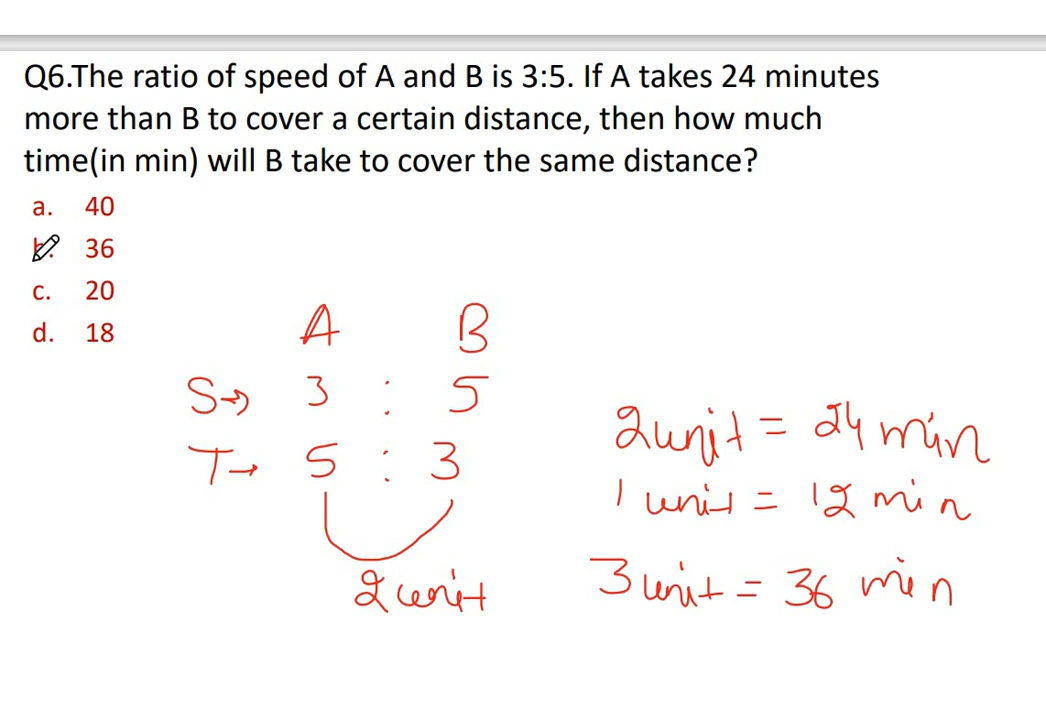 Q6.The ratio of speed of A and B is 3:5. If A takes 24 minutes
more than B to cover a certain distance, then how much
time(in min) will B take to cover the same distance?
a. 40
b. 36
c. 20
d. 18
A B
S→ 3 : 5
T→ 5 : 3
2 unit
2 unit = 24 min
1 unit = 12 min
3 unit = 36 min